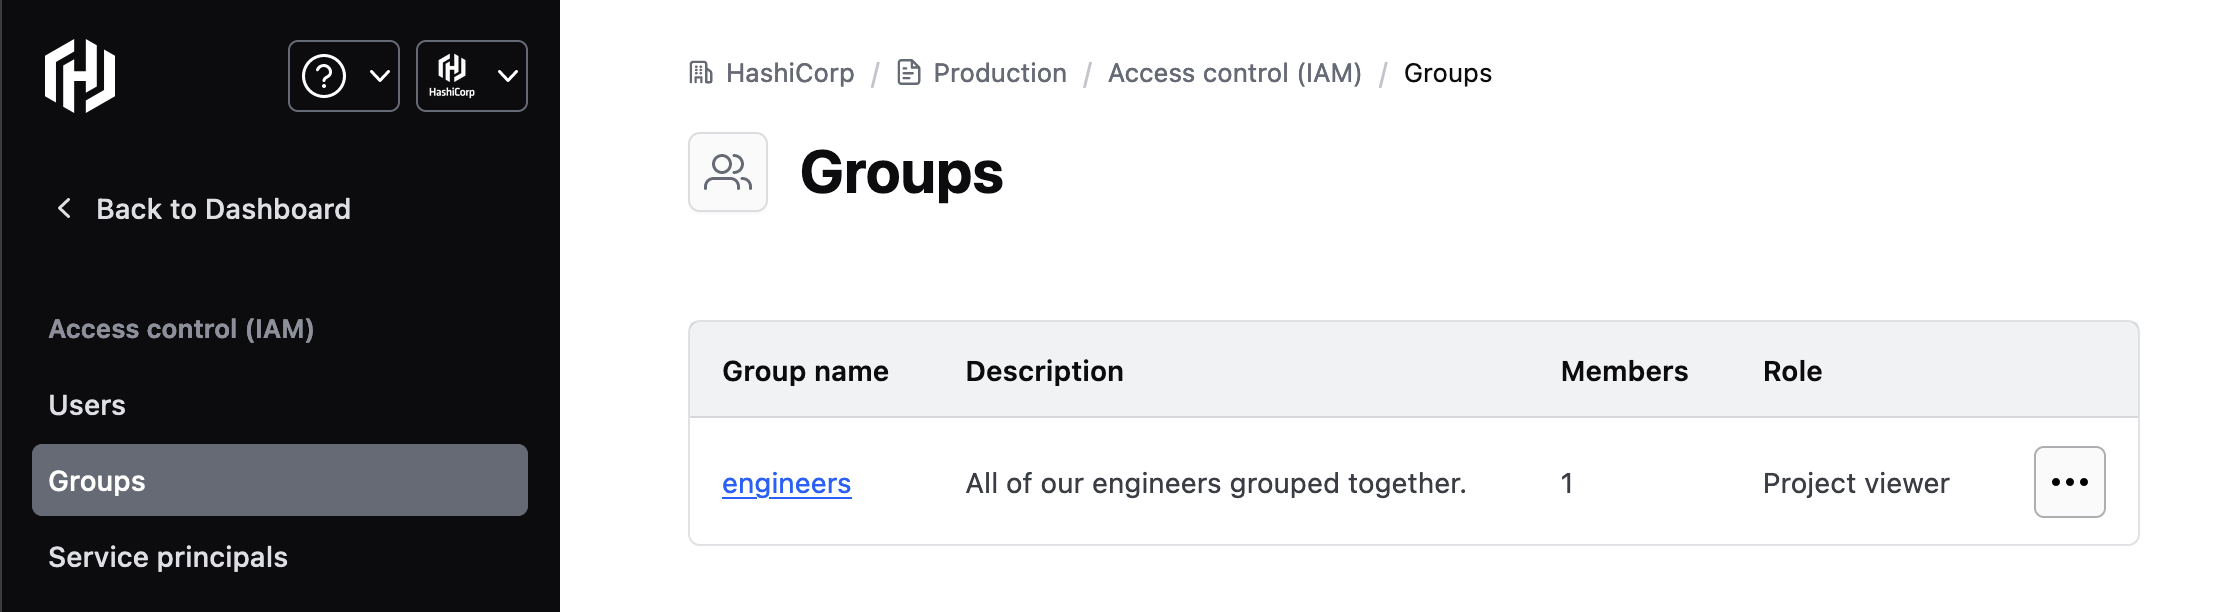 HashiCorp
Back to Dashboard
Access control (IAM)
Users
Groups
Service principals
HashiCorp / Production / Access control (IAM) / Groups
Groups
Group name Description Members Role
engineers All of our engineers grouped together. 1 Project viewer